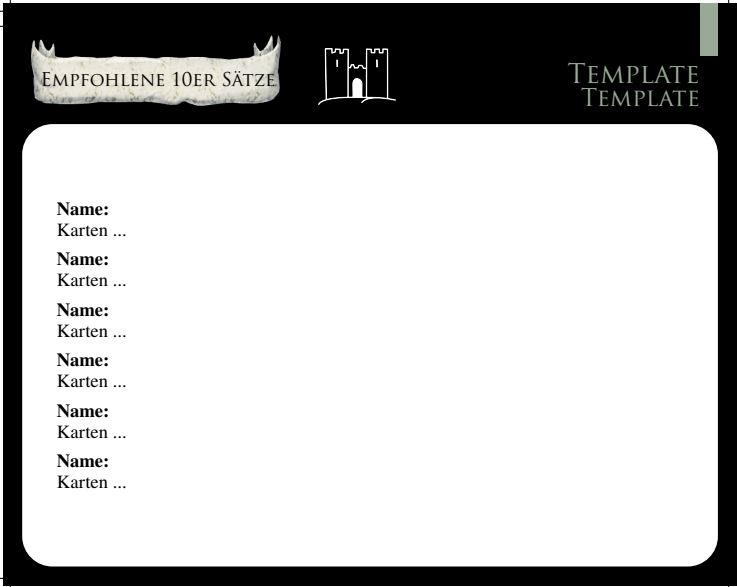 EMPFOHLENE 10ER SÄTZE
TEMPLATE
TEMPLATE
Name:
Karten ...
Name:
Karten ...
Name:
Karten ...
Name:
Karten ...
Name:
Karten ...
Name:
Karten ...